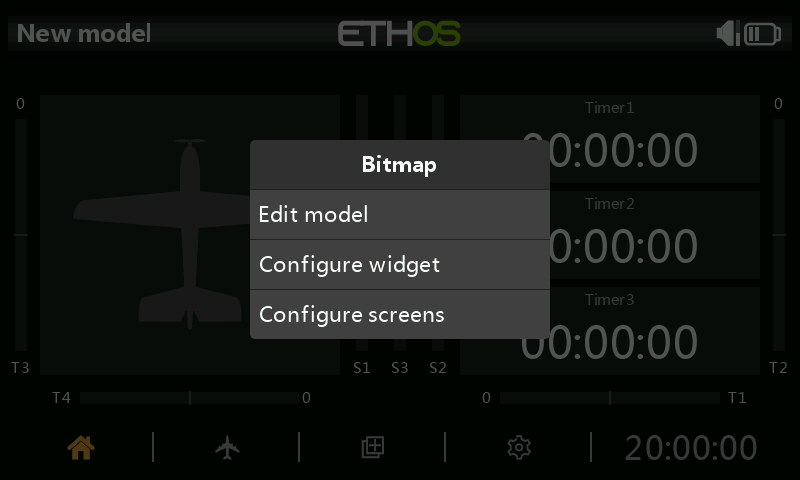 New model
ETHOS
0
0
Timer1
00:00:00
Bitmap
Edit model
Timer2
00:00:00
Configure widget
Timer3
Configure screens
00:00:00
T3
S1
S3
S2
T2
T4
0
0
T1
20:00:00